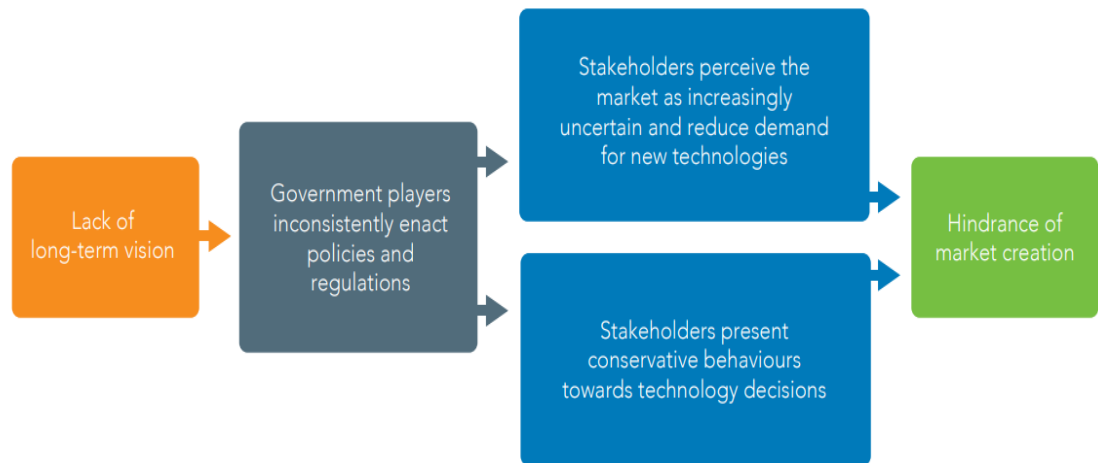 Lack of
long-term vision
Government players
inconsistently enact
policies and
regulations
Stakeholders perceive the
market as increasingly
uncertain and reduce demand
for new technologies
Stakeholders present
conservative behaviours
towards technology decisions
Hindrance of
market creation